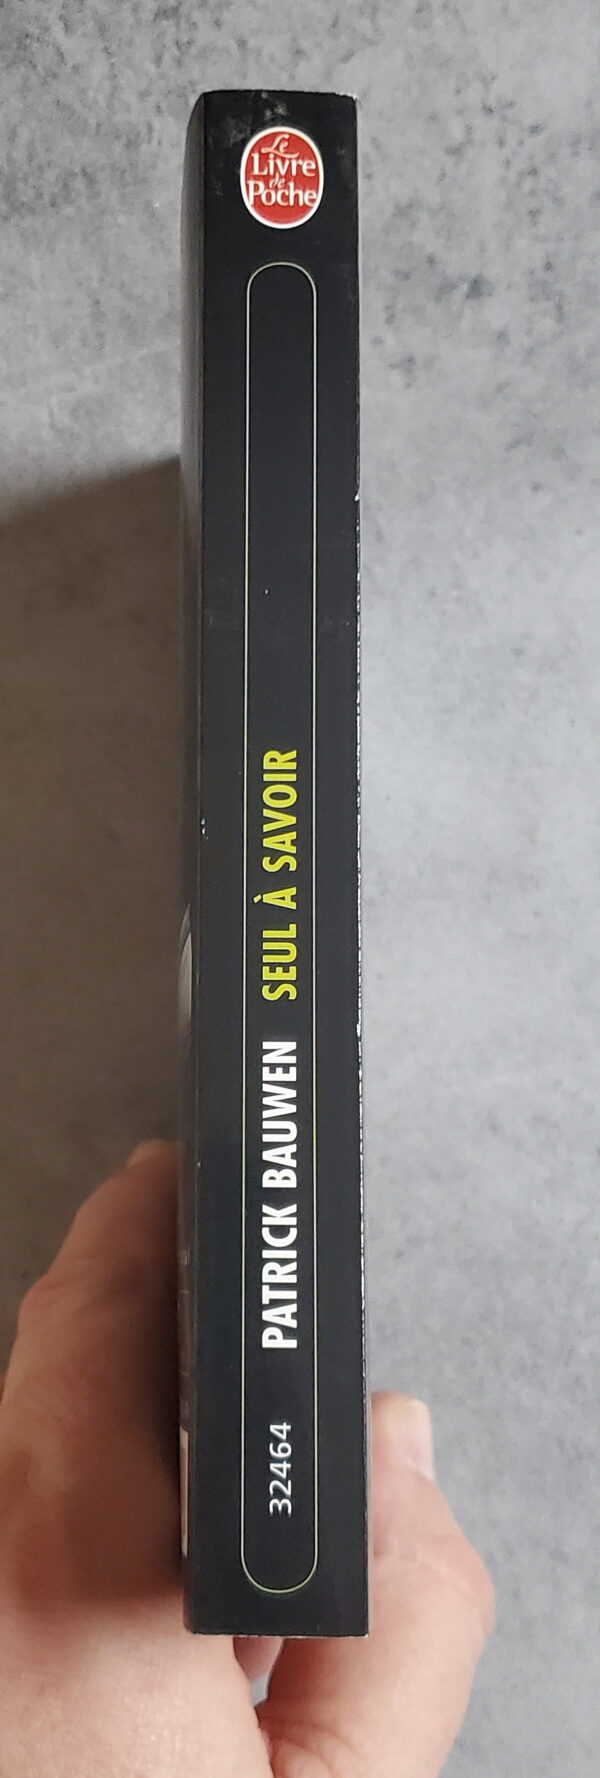 Le
Livre
de
Poche
PATRICK BAUWEN SEUL À SAVOIR
32464